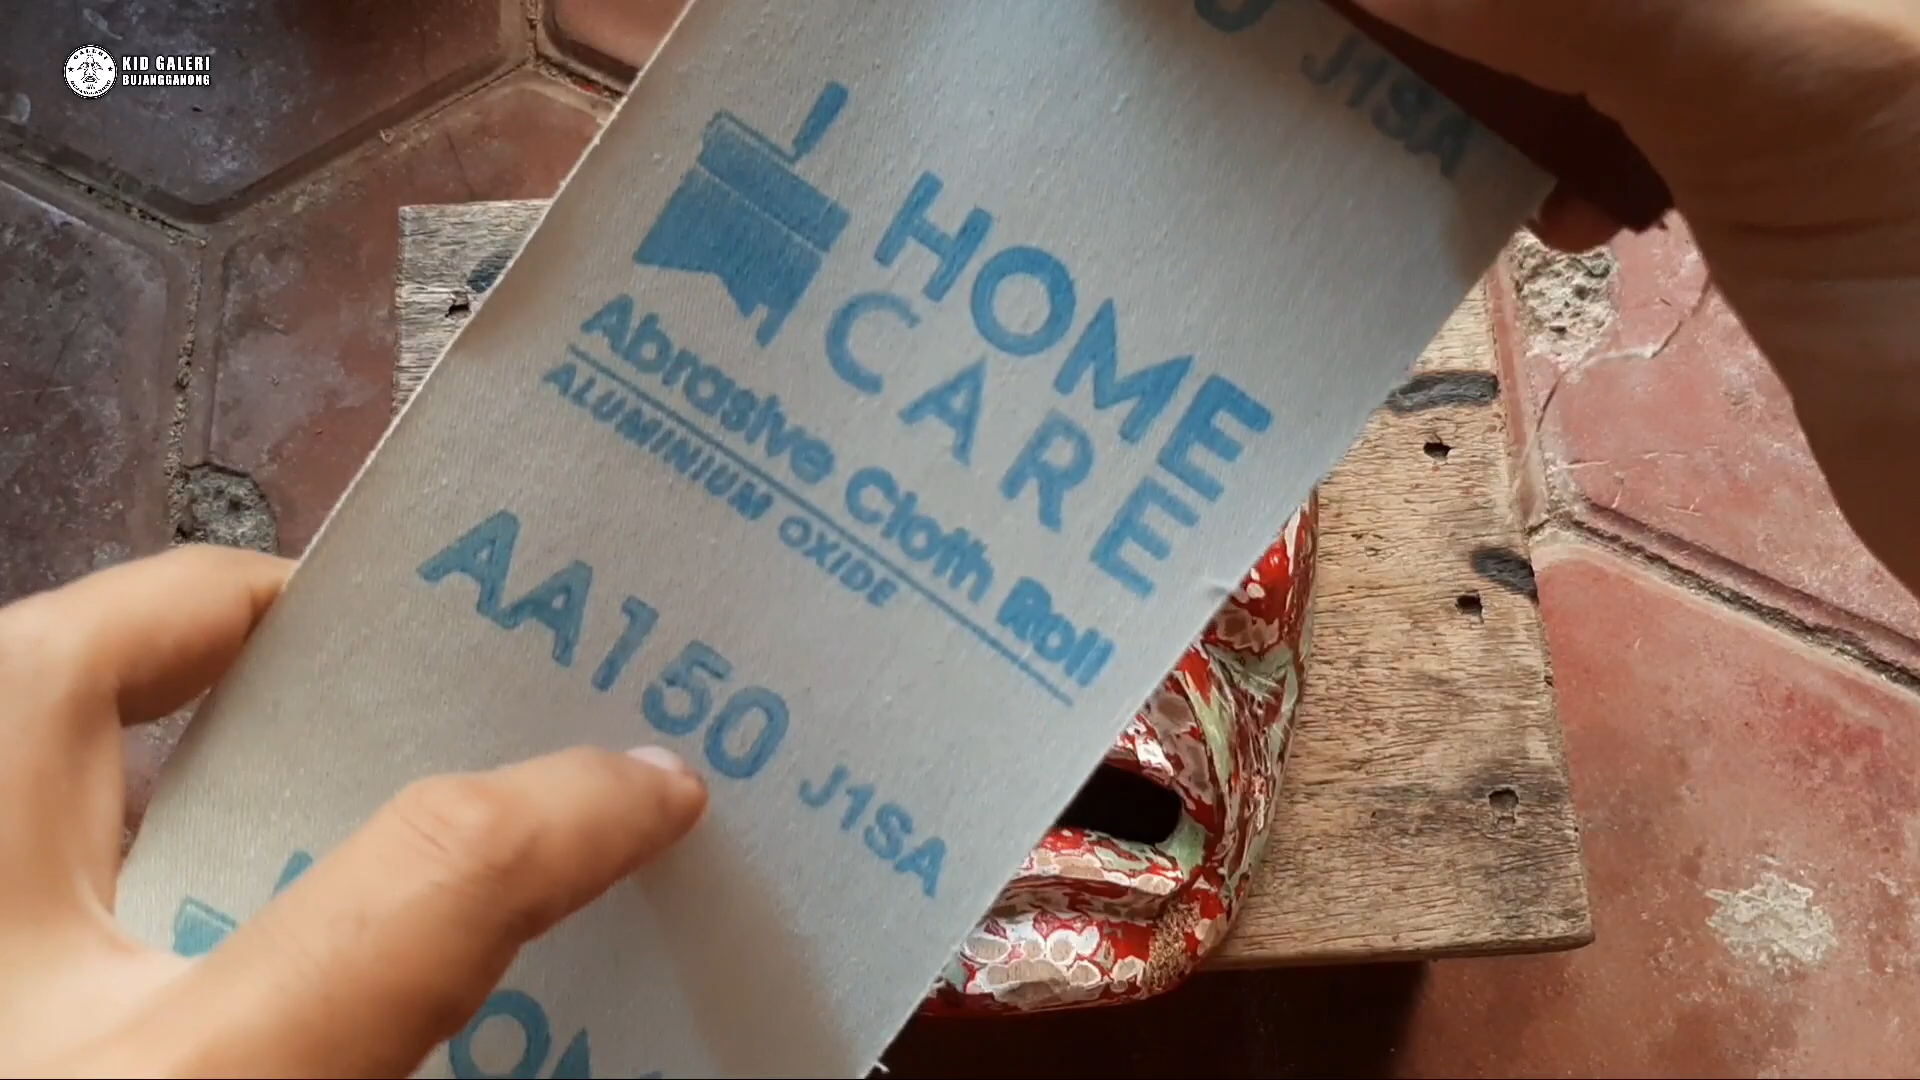 KID GALERI
BUJANGGANONG
J1SA
HOME
CARE
Abrasive Cloth Roll
ALUMINIUM OXIDE
AA150 J1SA